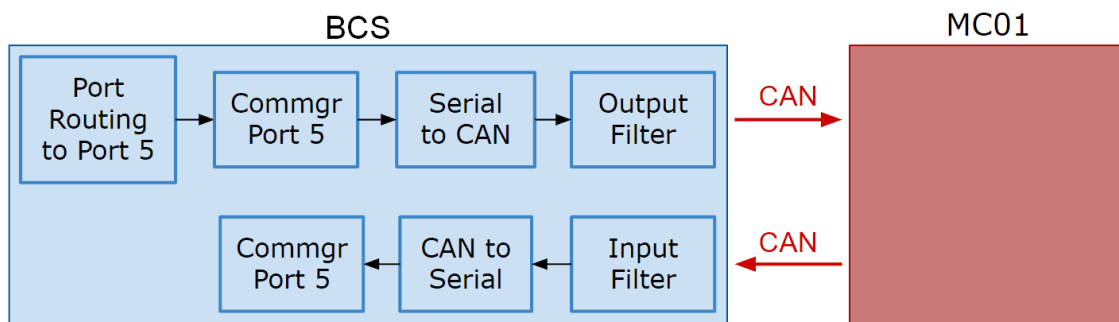 BCS
MC01
Port
Routing
to Port 5
Commgr
Port 5
Serial
to CAN
Output
Filter
CAN
Commgr
Port 5
CAN to
Serial
Input
Filter
CAN